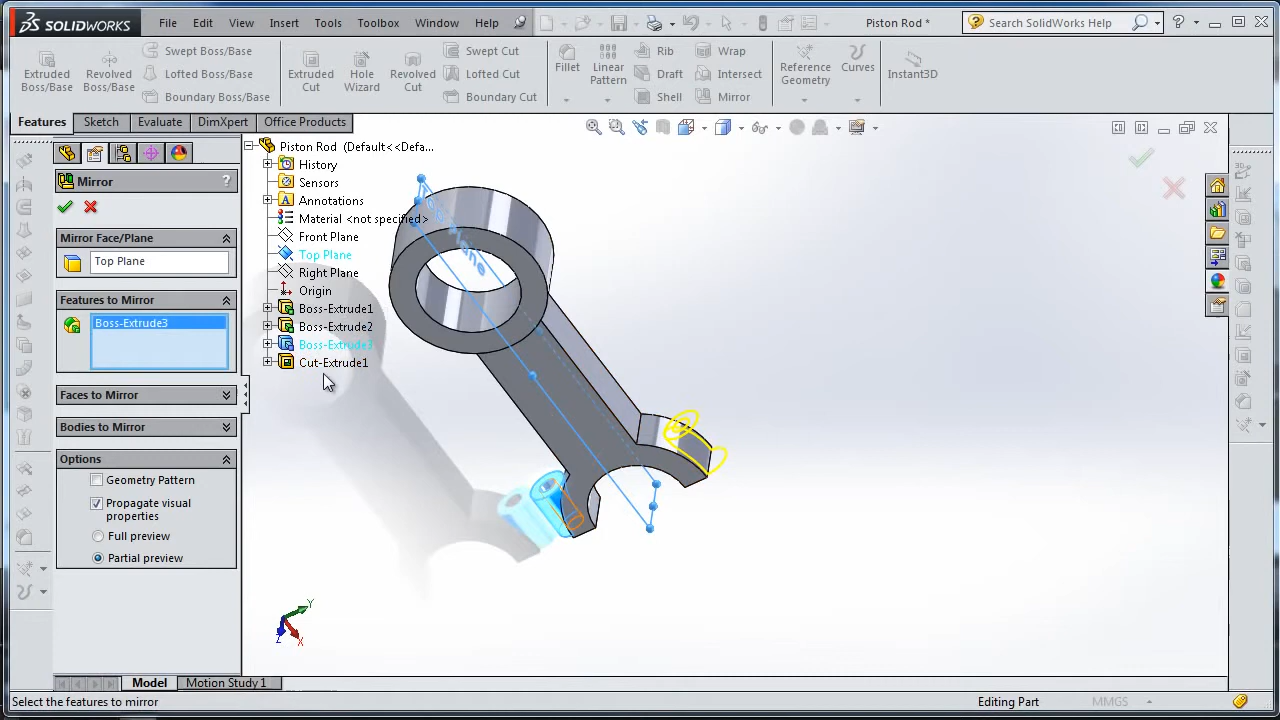 SOLIDWORKS File Edit View Insert Tools Toolbox Window Help Piston Rod * Search SolidWorks Help
Extruded Boss/Base
Revolved Boss/Base
Swept Boss/Base
Lofted Boss/Base
Boundary Boss/Base
Extruded Cut
Hole Wizard
Revolved Cut
Swept Cut
Lofted Cut
Boundary Cut
Fillet
Linear Pattern
Rib
Draft
Shell
Wrap
Intersect
Mirror
Reference Geometry
Curves
Instant3D
Features Sketch Evaluate DimXpert Office Products
Mirror ?
Mirror Face/Plane
Top Plane
Features to Mirror
Boss-Extrude3
Faces to Mirror
Bodies to Mirror
Options
Geometry Pattern
Propagate visual
properties
Full preview
Partial preview
Piston Rod (Default<<Defa...
History
Sensors
Annotations
Material <not specified>
Front Plane
Top Plane
Right Plane
Origin
Boss-Extrude1
Boss-Extrude2
Boss-Extrude3
Cut-Extrude1
Top Plane
Y
Z
X
Model Motion Study 1
Select the features to mirror Editing Part MMGS